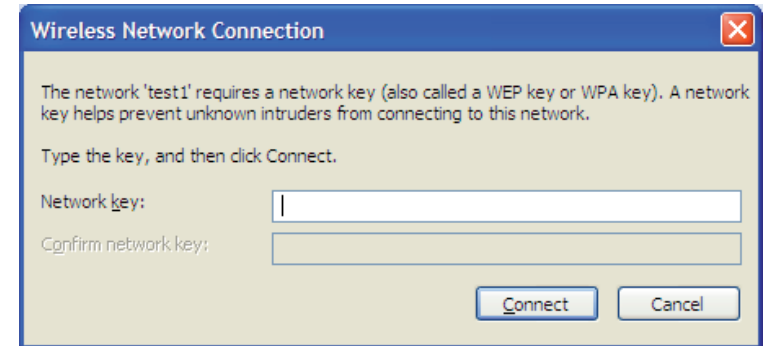 Wireless Network Connection
The network 'test1' requires a network key (also called a WEP key or WPA key). A network
key helps prevent unknown intruders from connecting to this network.
Type the key, and then click Connect.
Network key:
Confirm network key:
Connect Cancel